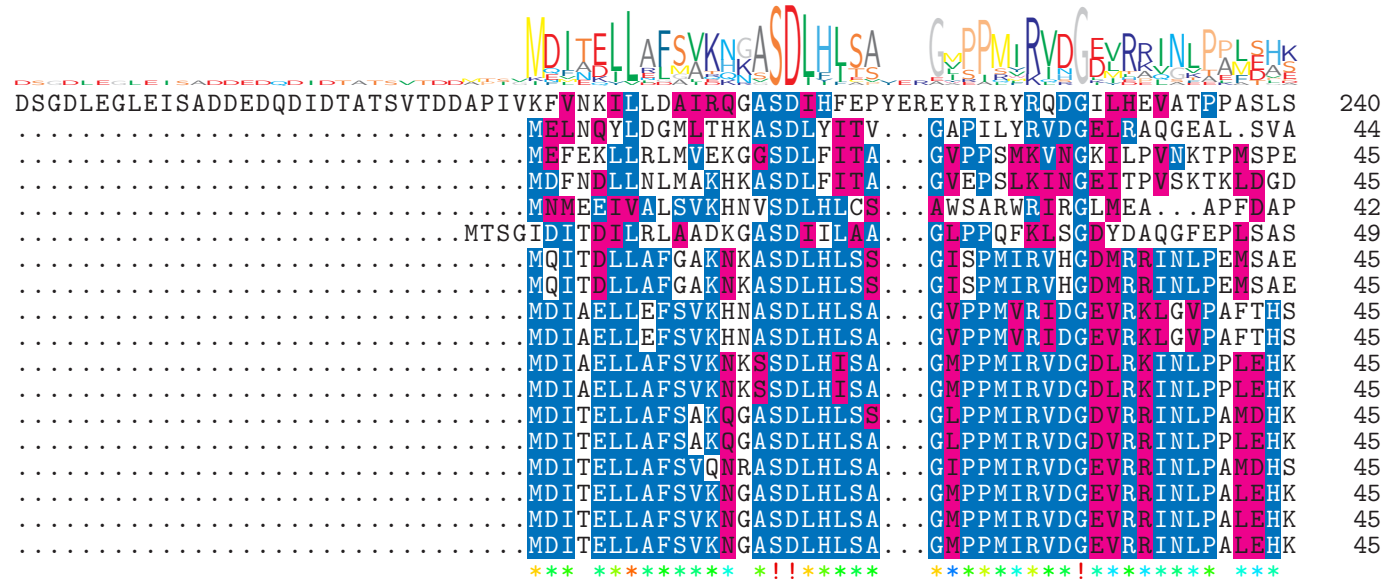 DSGDLEGLEISADDEDQDIDTATSVTDDAPIVKFVNKILLDAIRQGASDIHFEPYEREYRIRYRQDGILHEVATPPASLS 240
................................MELNQYLDGMLTHKASDLYITV...GAPILYRVDGELRAQGEAL.SVA 44
................................MEFEKLLRLMVEKGGSDLFITA...GVPPSMKVNGKILPVNKTPMSPE 45
................................MDFNDLLNLMAKHKASDLFITA...GVEPSLKINGEITPVSKTKLDGD 45
................................MNMEEIVALSVKHNVSDLHLCS...AWSARWRIRGLMEA...APFDAP 42
............................MTSGIDITDILRLAADKGASDIILAA...GLPPQFKLSGDYDAQGFEPLSAS 49
................................MQITDLLAFGAKNKASDLHLSS...GISPMIRVHGDMRRINLPEMSAE 45
................................MQITDLLAFGAKNKASDLHLSS...GISPMIRVHGDMRRINLPEMSAE 45
................................MDIAELLEFSVKHNASDLHLSA...GVPPMVRIDGEVRKLGVPAFTHS 45
................................MDIAELLEFSVKHNASDLHLSA...GVPPMVRIDGEVRKLGVPAFTHS 45
................................MDIAELLAFSVKNKSSDLHISA...GMPPMIRVDGDLRKINLPPLEHK 45
................................MDIAELLAFSVKNKSSDLHISA...GMPPMIRVDGDLRKINLPPLEHK 45
................................MDITELLAFSAKQGASDLHLSS...GLPPMIRVDGDVRRINLPAMDHK 45
................................MDITELLAFSAKQGASDLHLSA...GLPPMIRVDGDVRRINLPPLEHK 45
................................MDITELLAFSVQNRASDLHLSA...GIPPMIRVDGEVRRINLPAMDHS 45
................................MDITELLAFSVKNGASDLHLSA...GMPPMIRVDGEVRRINLPALEHK 45
................................MDITELLAFSVKNGASDLHLSA...GMPPMIRVDGEVRRINLPALEHK 45
................................MDITELLAFSVKNGASDLHLSA...GMPPMIRVDGEVRRINLPALEHK 45
*** ********* *!!*****   *********!******** ***